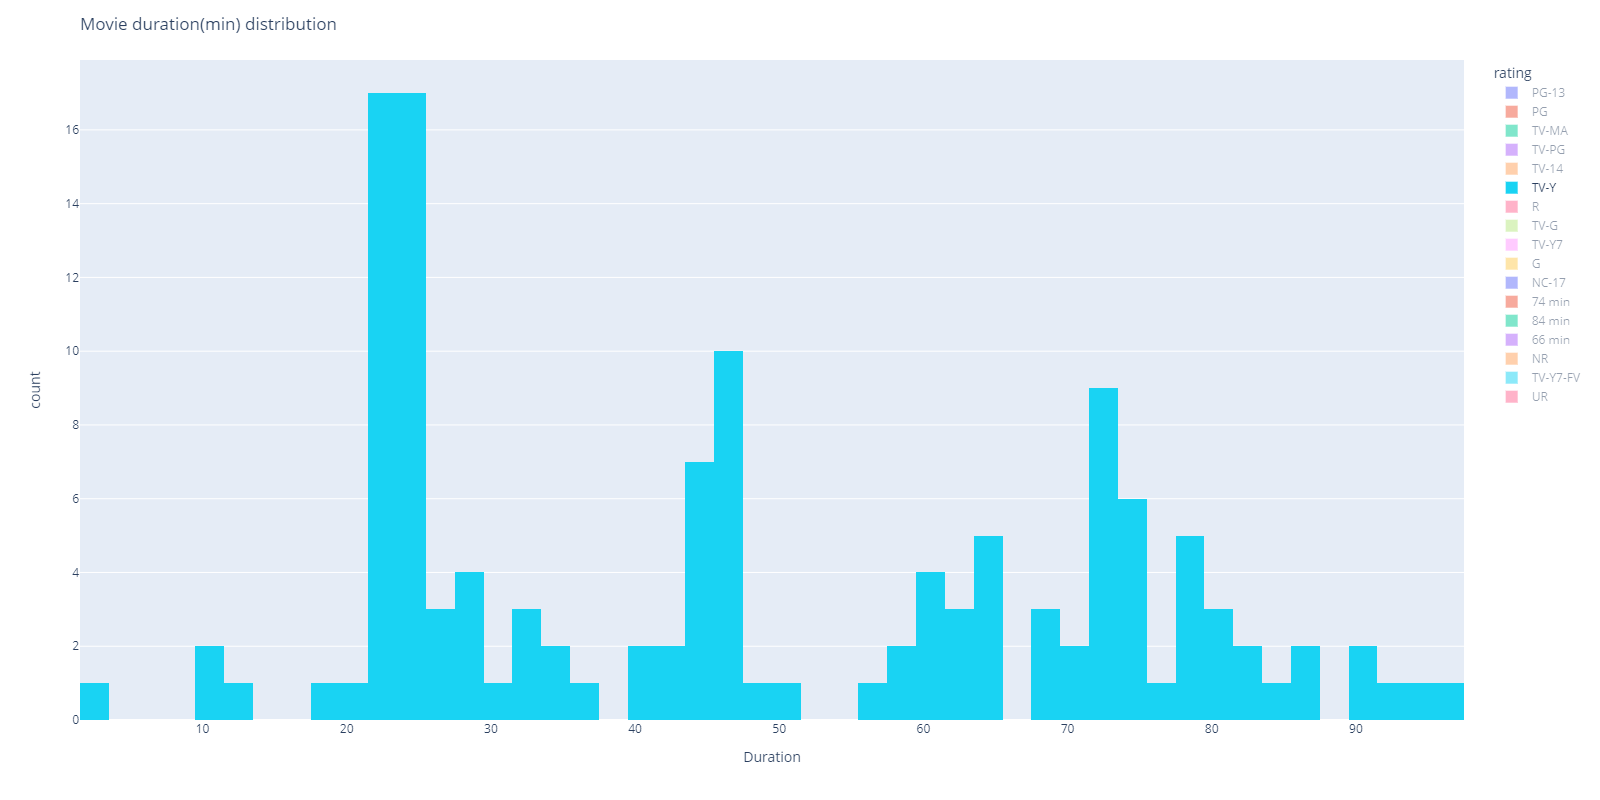 Movie duration(min) distribution
rating
PG-13
PG
TV-MA
TV-PG
TV-14
TV-Y
R
TV-G
TV-Y7
G
NC-17
74 min
84 min
66 min
NR
TV-Y7-FV
UR
count
16
14
12
10
8
6
4
2
0
10 20 30 40 50 60 70 80 90
Duration